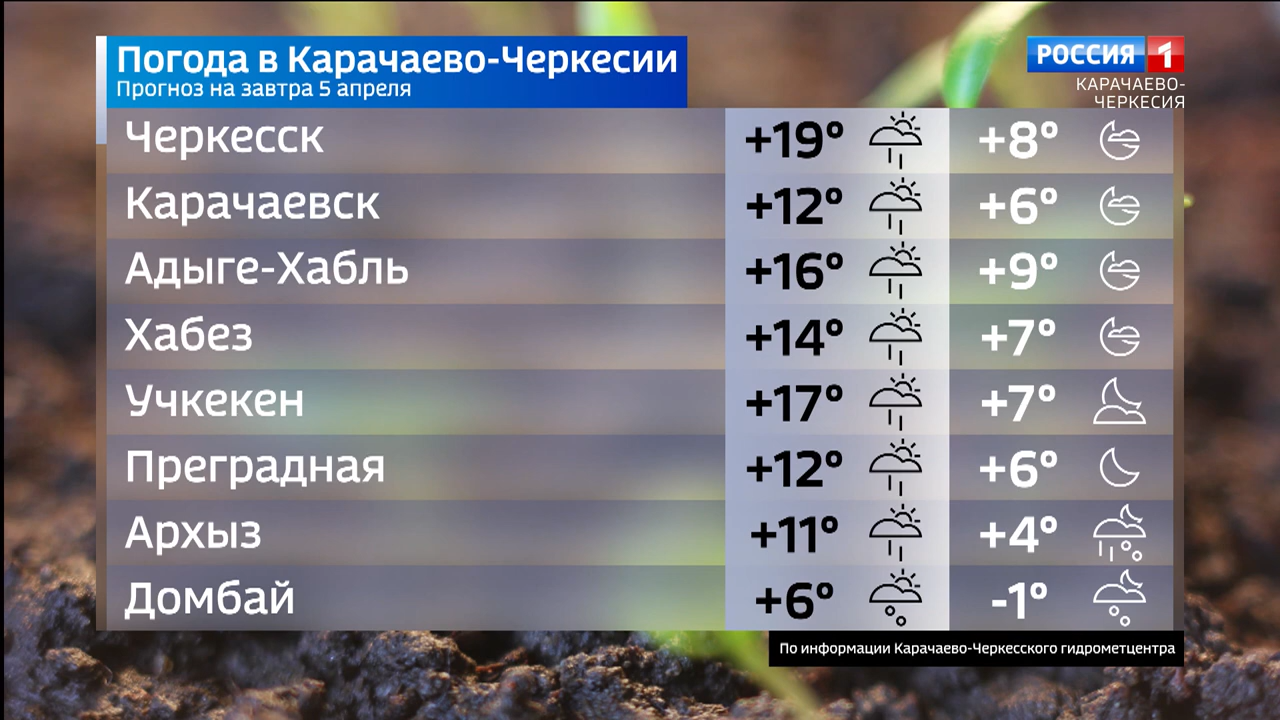 Погода в Карачаево-Черкесии
Прогноз на завтра 5 апреля
РОССИЯ 1
КАРАЧАЕВО-
ЧЕРКЕСИЯ
Черкесск +19° +8°
Карачаевск +12° +6°
Адыге-Хабль +16° +9°
Хабез +14° +7°
Учкекен +17° +7°
Преградная +12° +6°
Архыз +11° +4°
Домбай +6° -1°
По информации Карачаево-Черкесского гидрометцентра